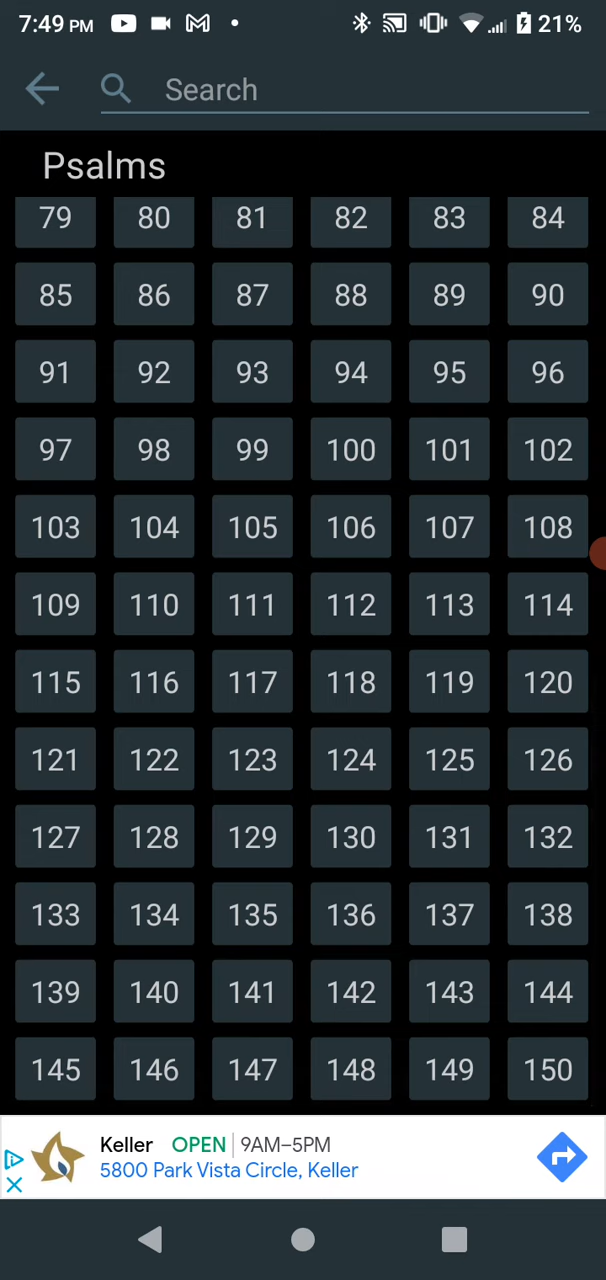 7:49 PM 21%
Search
Psalms
79 80 81 82 83 84
85 86 87 88 89 90
91 92 93 94 95 96
97 98 99 100 101 102
103 104 105 106 107 108
109 110 111 112 113 114
115 116 117 118 119 120
121 122 123 124 125 126
127 128 129 130 131 132
133 134 135 136 137 138
139 140 141 142 143 144
145 146 147 148 149 150
Keller OPEN 9AM–5PM
5800 Park Vista Circle, Keller